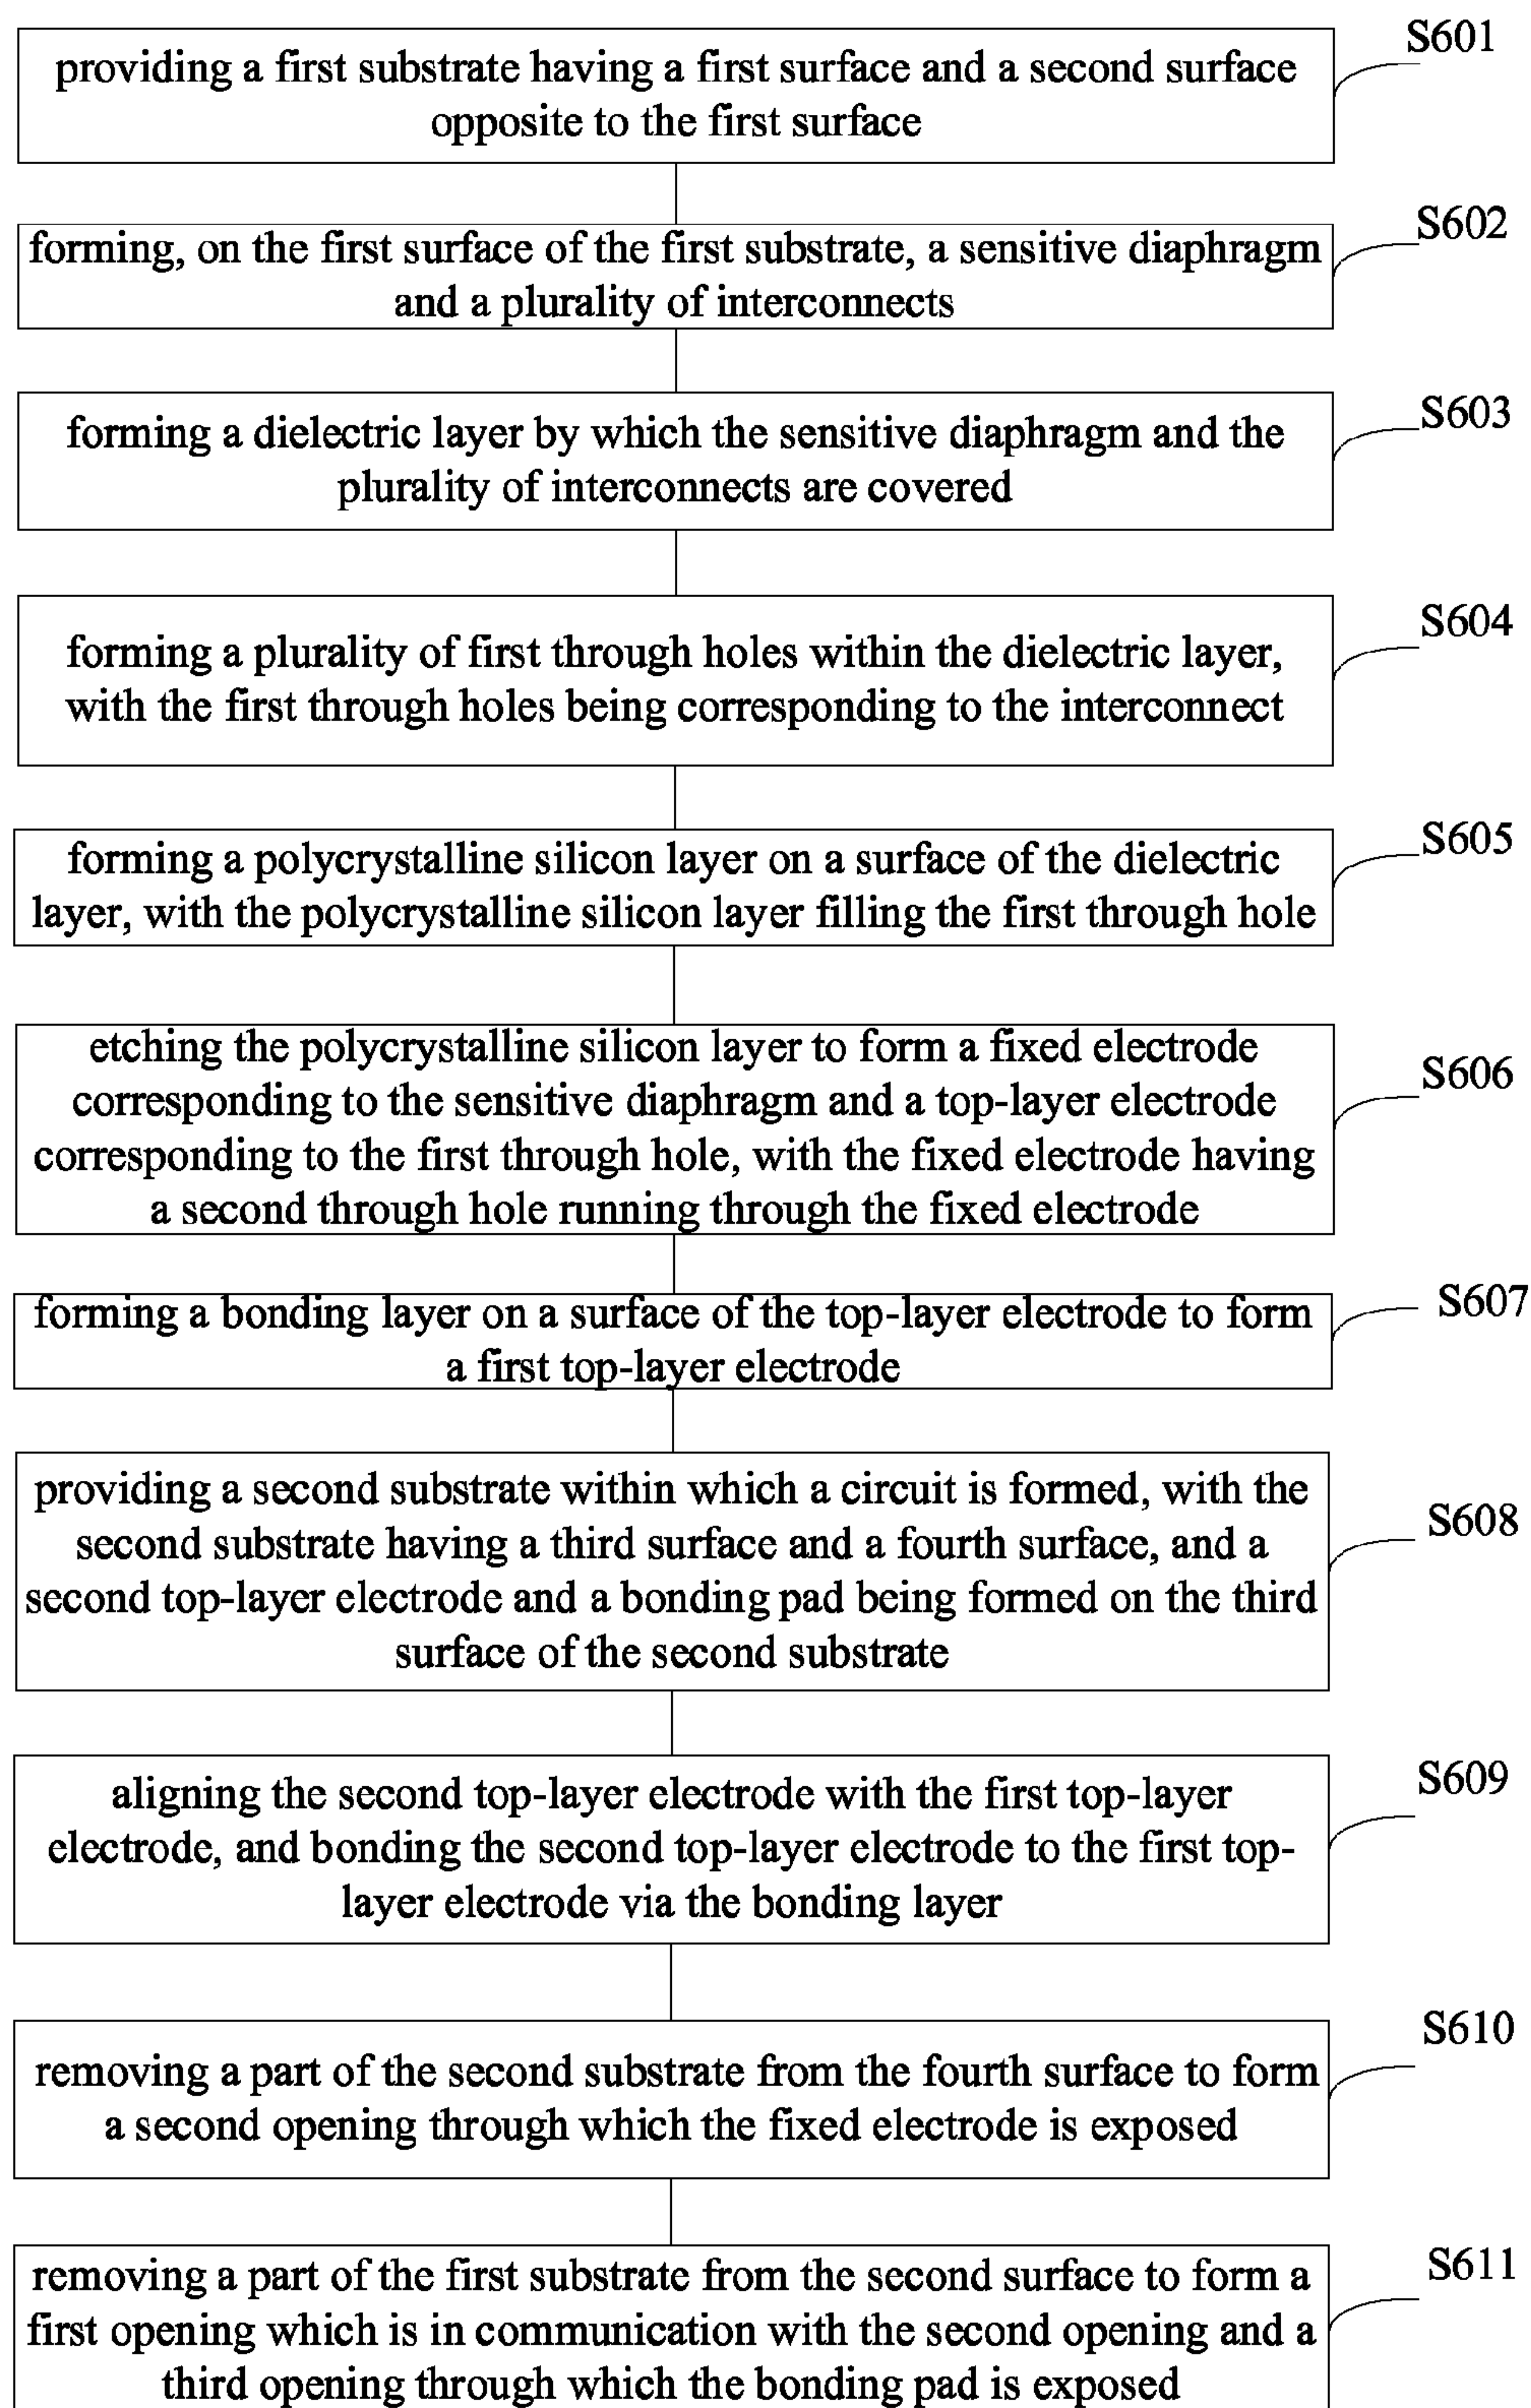 S601
providing a first substrate having a first surface and a second surface
opposite to the first surface
S602
forming, on the first surface of the first substrate, a sensitive diaphragm
and a plurality of interconnects
S603
forming a dielectric layer by which the sensitive diaphragm and the
plurality of interconnects are covered
S604
forming a plurality of first through holes within the dielectric layer,
with the first through holes being corresponding to the interconnect
S605
forming a polycrystalline silicon layer on a surface of the dielectric
layer, with the polycrystalline silicon layer filling the first through hole
S606
etching the polycrystalline silicon layer to form a fixed electrode
corresponding to the sensitive diaphragm and a top-layer electrode
corresponding to the first through hole, with the fixed electrode having
a second through hole running through the fixed electrode
S607
forming a bonding layer on a surface of the top-layer electrode to form
a first top-layer electrode
S608
providing a second substrate within which a circuit is formed, with the
second substrate having a third surface and a fourth surface, and a
second top-layer electrode and a bonding pad being formed on the third
surface of the second substrate
S609
aligning the second top-layer electrode with the first top-layer
electrode, and bonding the second top-layer electrode to the first top-
layer electrode via the bonding layer
S610
removing a part of the second substrate from the fourth surface to form
a second opening through which the fixed electrode is exposed
S611
removing a part of the first substrate from the second surface to form a
first opening which is in communication with the second opening and a
third opening through which the bonding pad is exposed